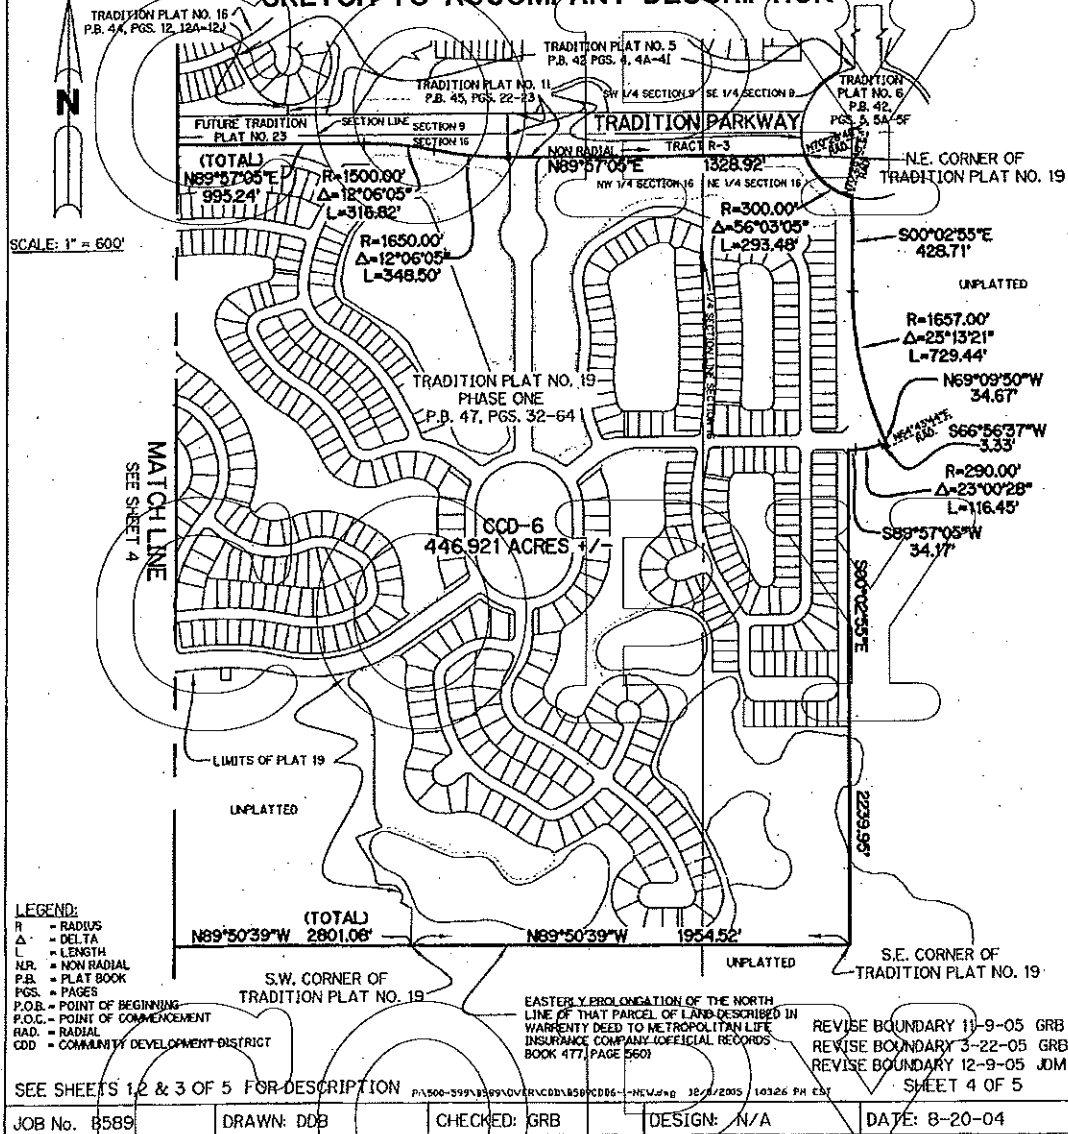 SKETCH TO ACCOMPANY DESCRIPTION
TRADITION PLAT NO. 16
P.B. 44, PGS. 12, 12A-12J
TRADITION PLAT NO. 5
P.B. 42 PGS. 4, 4A-4I
TRADITION PLAT NO. 11
P.B. 45, PGS. 22-23
TRADITION
PLAT NO. 6
P.B. 42,
PGS. 5, 5A-5F
N
SW 1/4 SECTION 9
SE 1/4 SECTION 9
FUTURE TRADITION
PLAT NO. 23
SECTION LINE
SECTION 9
SECTION 16
TRADITION PARKWAY
NON RADIAL
TRACT R-3
(TOTAL)
N89°57'05"E
995.24'
R=1500.00'
Δ=12°06'05"
L=316.82'
N89°57'05"E
1328.92'
NW 1/4 SECTION 16
NE 1/4 SECTION 16
N.E. CORNER OF
TRADITION PLAT NO. 19
SCALE: 1" = 600'
R=1650.00'
Δ=12°06'05"
L=348.50'
R=300.00'
Δ=56°03'05"
L=293.48'
S00°02'55"E
428.71'
UNPLATTED
R=1657.00'
Δ=25°13'21"
L=729.44'
1/4 SECTION LINE SECTION 16
TRADITION PLAT NO. 19
PHASE ONE
P.B. 47, PGS. 32-64
N69°09'50"W
34.67'
N64°43'44"E
RAD.
S66°56'37"W
3.33'
R=290.00'
Δ=23°00'28"
L=116.45'
S89°57'05"W
34.17'
MATCH LINE
SEE SHEET 4
CCD-6
446.921 ACRES +/-
S00°02'55"E
2239.95'
LIMITS OF PLAT 19
UNPLATTED
LEGEND:
R = RADIUS
Δ = DELTA
L = LENGTH
N.R. = NON RADIAL
P.B. = PLAT BOOK
PGS. = PAGES
P.O.B. = POINT OF BEGINNING
P.O.C. = POINT OF COMMENCEMENT
RAD. = RADIAL
CDD = COMMUNITY DEVELOPMENT DISTRICT
(TOTAL)
N89°50'39"W 2801.08'
N89°50'39"W 1954.52'
UNPLATTED
S.W. CORNER OF
TRADITION PLAT NO. 19
S.E. CORNER OF
TRADITION PLAT NO. 19
EASTERLY PROLONGATION OF THE NORTH
LINE OF THAT PARCEL OF LAND DESCRIBED IN
WARRENTY DEED TO METROPOLITAN LIFE
INSURANCE COMPANY (OFFICIAL RECORDS
BOOK 477, PAGE 560)
REVISE BOUNDARY 11-9-05 GRB
REVISE BOUNDARY 3-22-05 GRB
REVISE BOUNDARY 12-9-05 JDM
SHEET 4 OF 5
SEE SHEETS 1,2 & 3 OF 5 FOR DESCRIPTION
JOB No. B589
DRAWN: DDB
CHECKED: GRB
DESIGN: N/A
DATE: 8-20-04